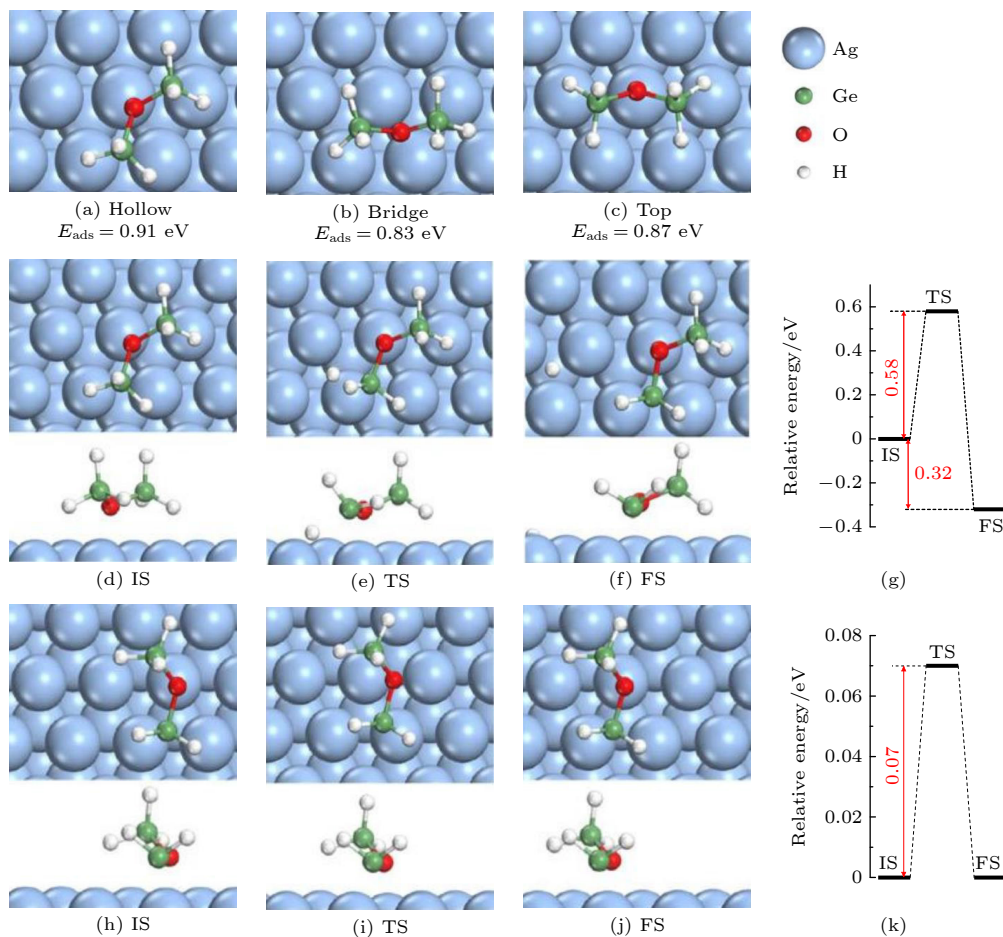 Ag
Ge
O
H
(a) Hollow
E_ads = 0.91 eV
(b) Bridge
E_ads = 0.83 eV
(c) Top
E_ads = 0.87 eV
(d) IS
(e) TS
(f) FS
Relative energy/eV
0.6
0.4
0.2
0
−0.2
−0.4
TS
0.58
IS
0.32
FS
(g)
(h) IS
(i) TS
(j) FS
Relative energy/eV
0.08
0.06
0.04
0.02
0
TS
0.07
IS
FS
(k)